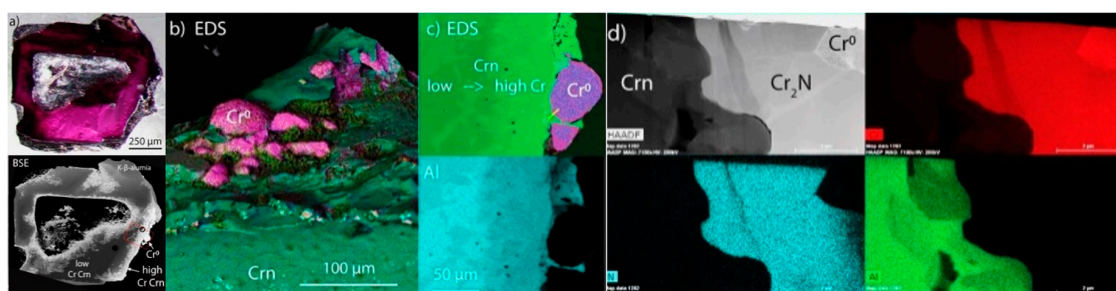 a)
250 µm
BSE
K-β-alumia
Cr⁰
low
Cr Crn
high
Cr Crn
b) EDS
Cr⁰
Crn
100 µm
c) EDS
Crn
low --> high Cr
Cr⁰
Al
50 µm
d)
Crn
Cr₂N
Cr⁰
HAADF
N
Al